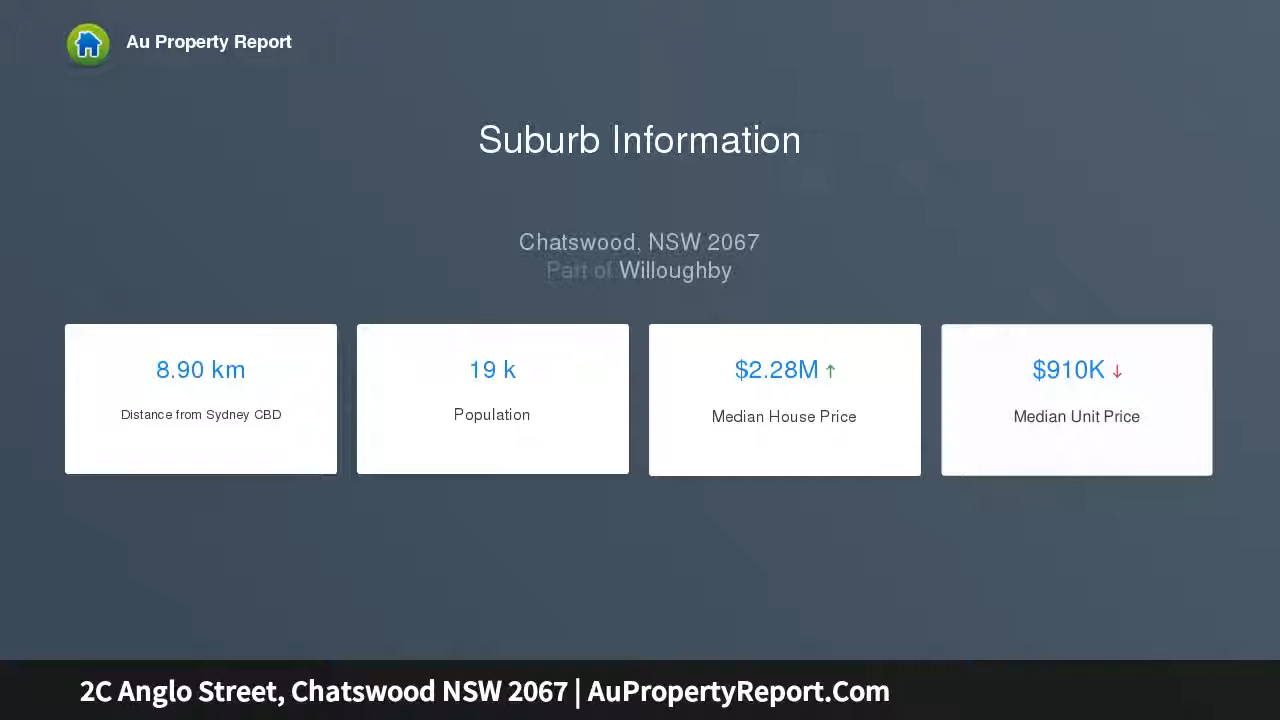 Au Property Report
Suburb Information
Chatswood, NSW 2067
Part of Willoughby
8.90 km
Distance from Sydney CBD
19 k
Population
$2.28M ↑
Median House Price
$910K ↓
Median Unit Price
2C Anglo Street, Chatswood NSW 2067 | AuPropertyReport.Com